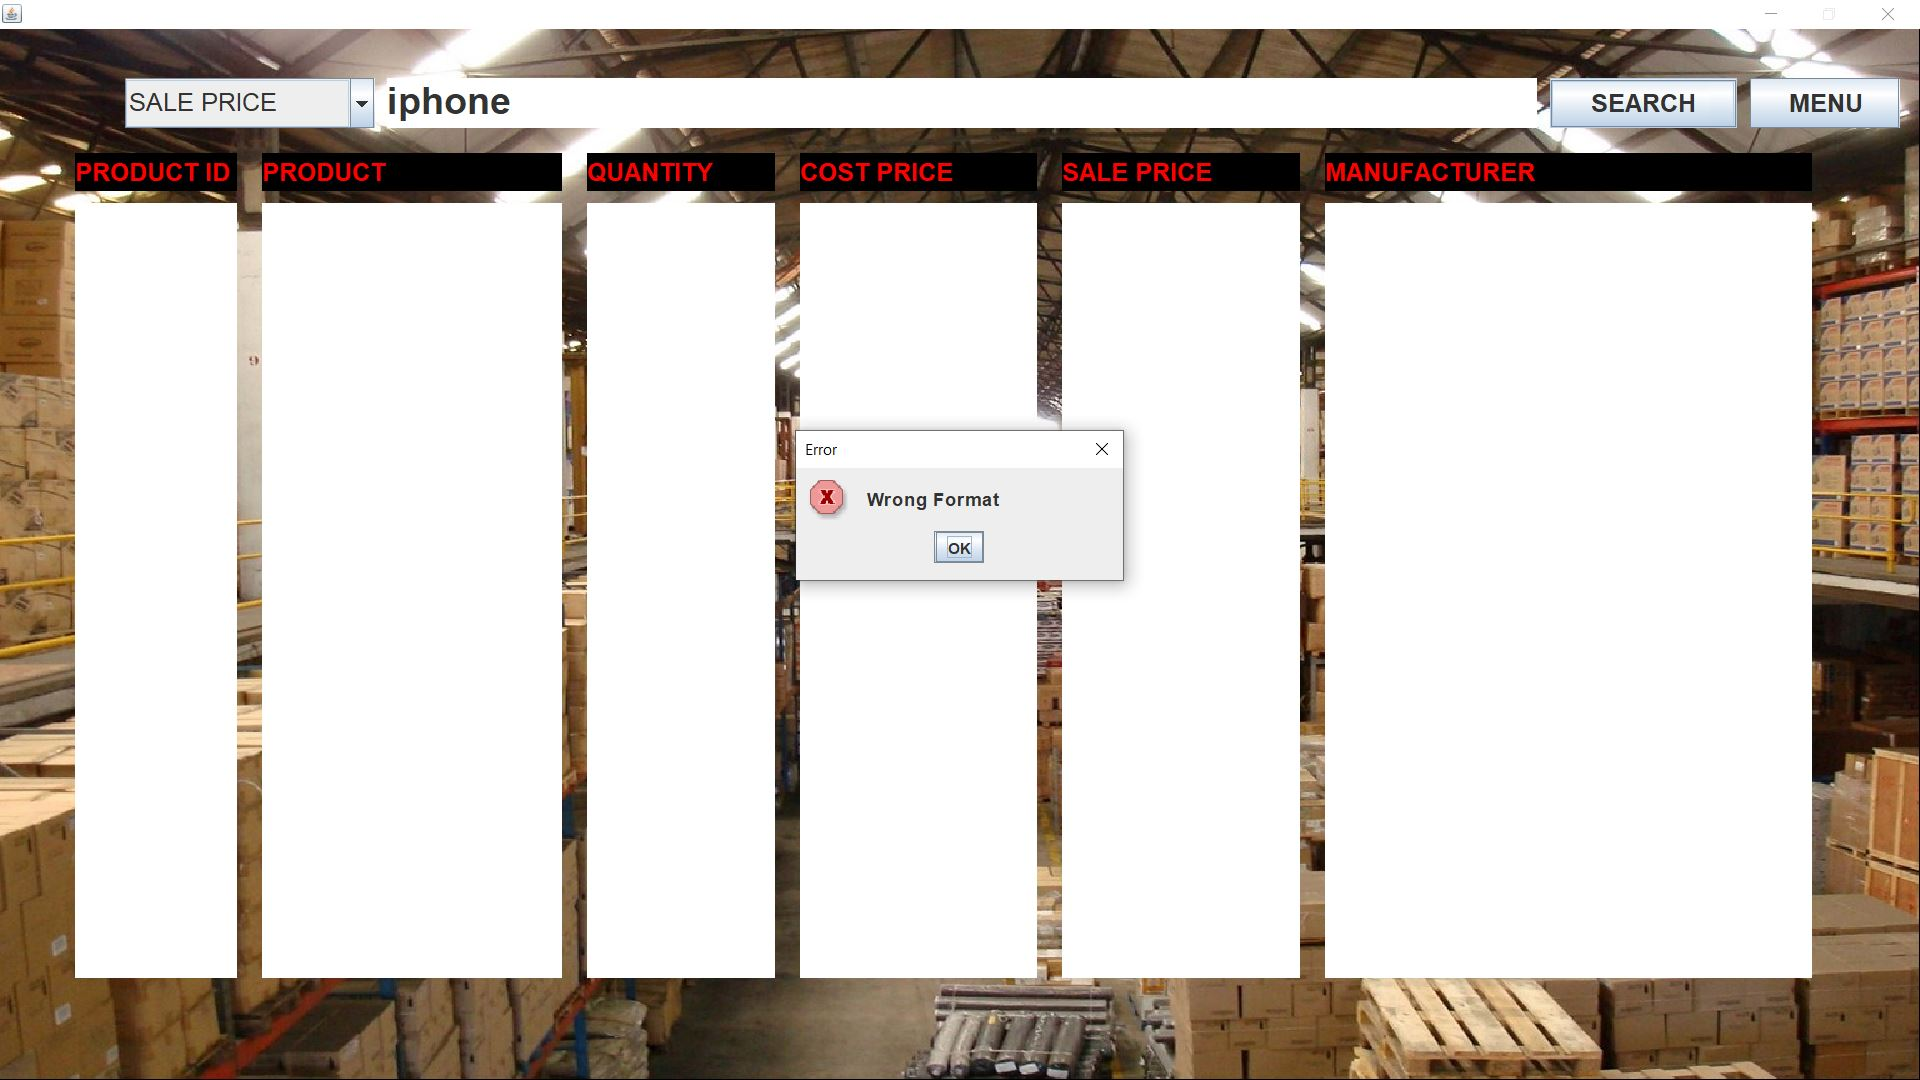 SALE PRICE iphone SEARCH MENU
PRODUCT ID PRODUCT QUANTITY COST PRICE SALE PRICE MANUFACTURER
Error
Wrong Format
OK